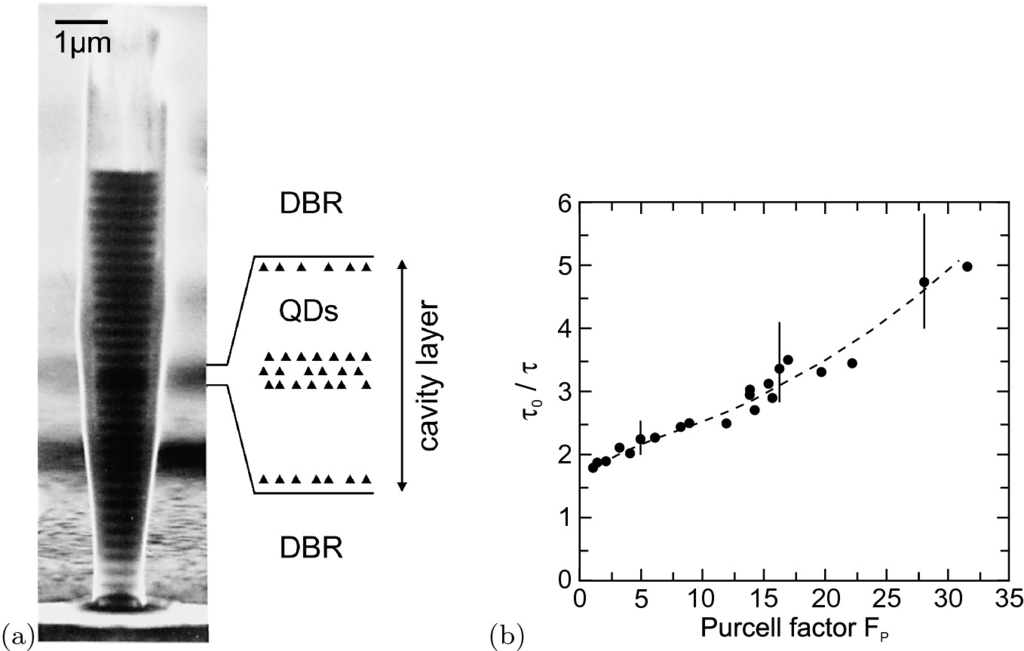 1μm
DBR
QDs
cavity layer
DBR
(a)
τ₀ / τ
6
5
4
3
2
1
0
0 5 10 15 20 25 30 35
Purcell factor F_P
(b)